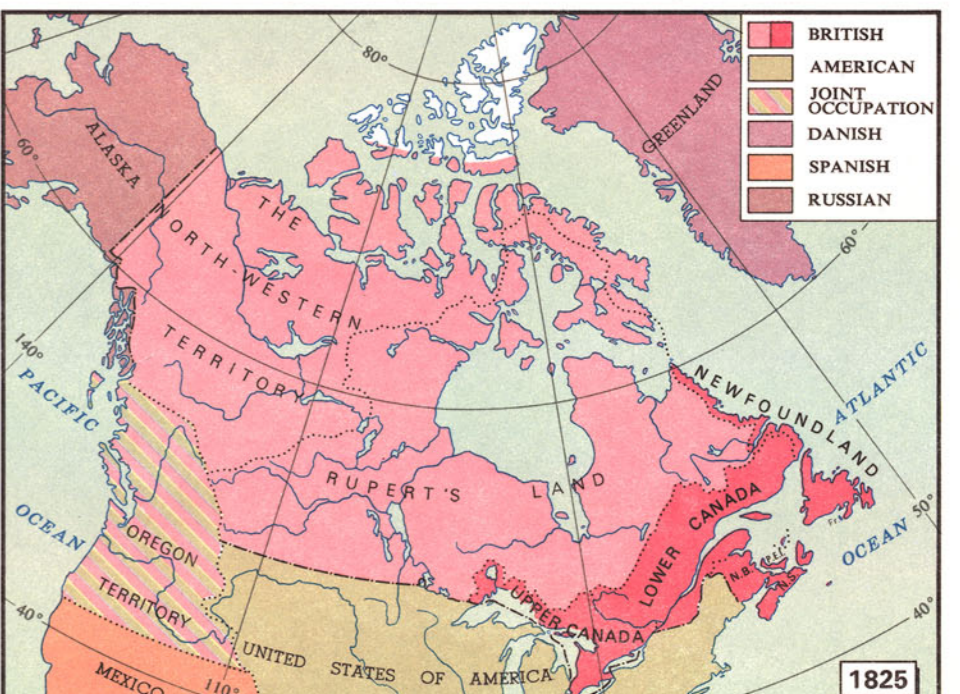 BRITISH
AMERICAN
JOINT
OCCUPATION
DANISH
SPANISH
RUSSIAN
80°
GREENLAND
ALASKA
60°
THE
NORTH-WESTERN
TERRITORY
60°
140°
PACIFIC
OCEAN
ATLANTIC
OCEAN
NEWFOUNDLAND
RUPERT'S LAND
50°
LOWER CANADA
Fr.
P.E.I.
N.B.
N.S.
OREGON
TERRITORY
UPPER CANADA
40°
40°
UNITED STATES OF AMERICA
MEXICO
110°
1825